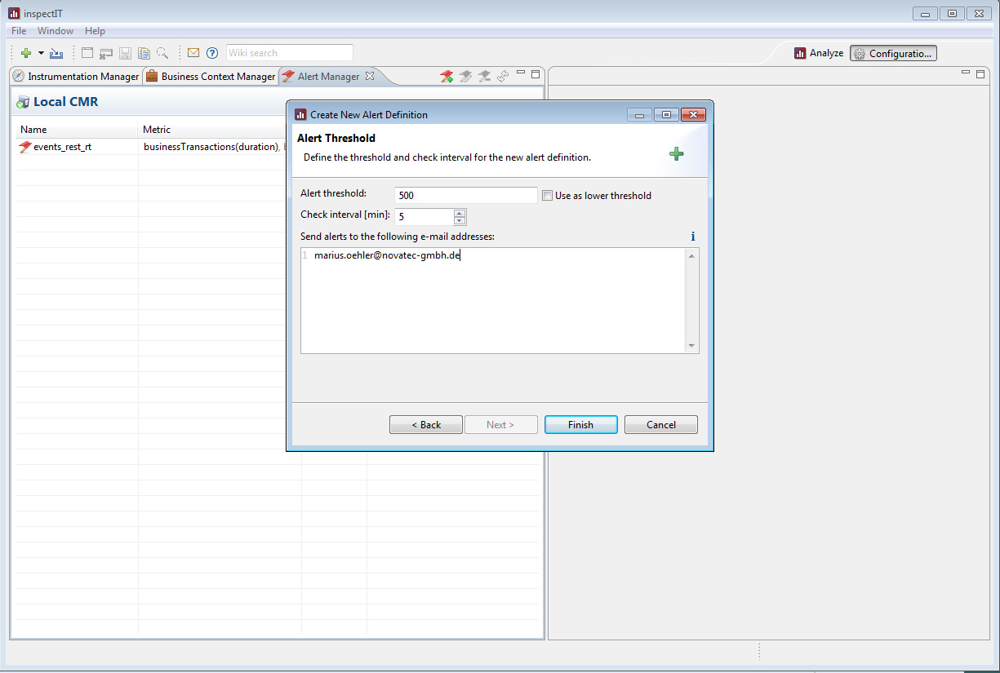 inspectIT
File Window Help
Wiki search
Analyze
Configuratio...
Instrumentation Manager
Business Context Manager
Alert Manager
Local CMR
Name Metric
events_rest_rt businessTransactions(duration),
Create New Alert Definition
Alert Threshold
Define the threshold and check interval for the new alert definition.
Alert threshold: 500 Use as lower threshold
Check interval [min]: 5
Send alerts to the following e-mail addresses:
1 marius.oehler@novatec-gmbh.de
< Back Next > Finish Cancel